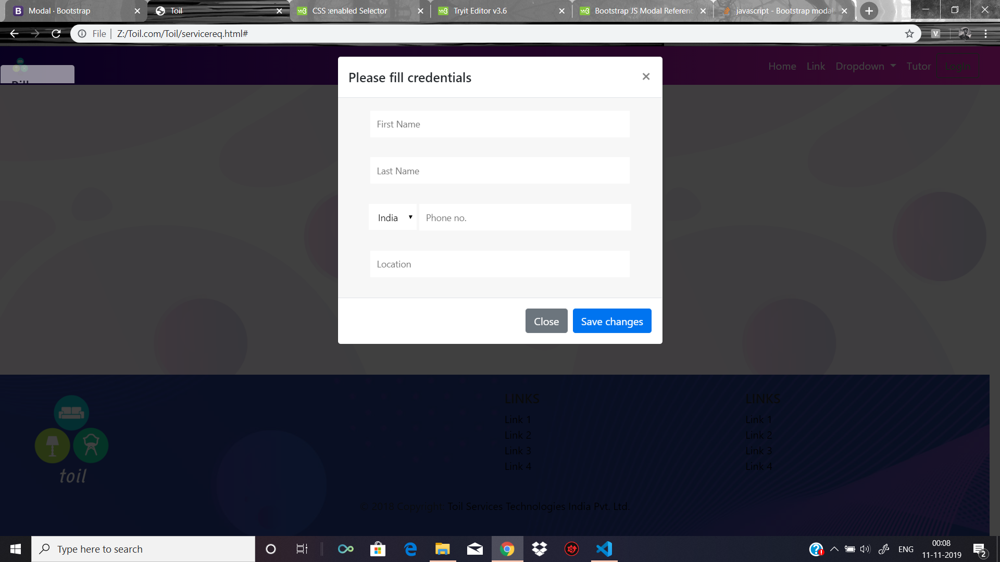 Modal · Bootstrap
Toil
CSS :enabled Selector
Tryit Editor v3.6
Bootstrap JS Modal Referenc
javascript - Bootstrap modal
File | Z:/Toil.com/Toil/servicereq.html#
Home Link Dropdown Tutor Login
Please fill credentials ×
First Name
Last Name
India Phone no.
Location
Close Save changes
LINKS
Link 1
Link 2
Link 3
Link 4
LINKS
Link 1
Link 2
Link 3
Link 4
toil
© 2018 Copyright Toil Services Technologies India Pvt. Ltd.
Type here to search
ENG
00:08
11-11-2019
2